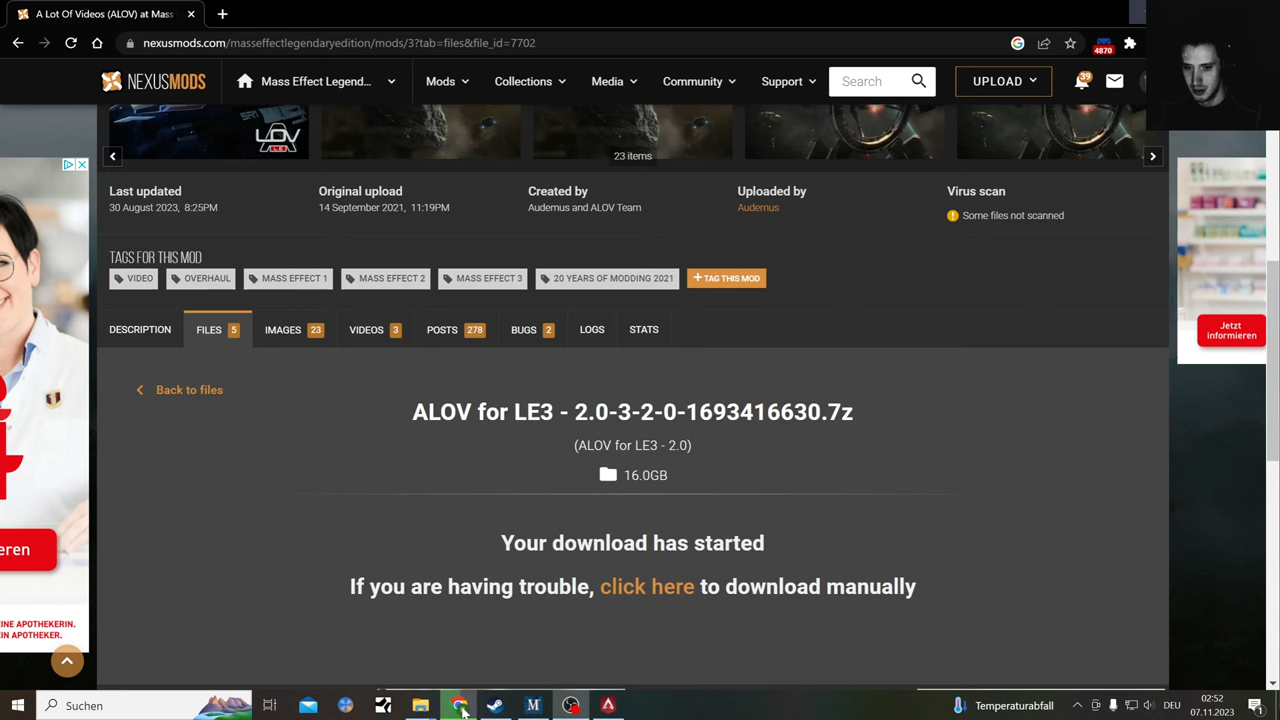 A Lot Of Videos (ALOV) at Mass
nexusmods.com/masseffectlegendaryedition/mods/3?tab=files&file_id=7702
4870
NEXUSMODS
Mass Effect Legend...
Mods
Collections
Media
Community
Support
Search
UPLOAD
39
LOV
LE
23 items
Last updated
30 August 2023, 8:25PM
Original upload
14 September 2021, 11:19PM
Created by
Audemus and ALOV Team
Uploaded by
Audemus
Virus scan
Some files not scanned
TAGS FOR THIS MOD
VIDEO
OVERHAUL
MASS EFFECT 1
MASS EFFECT 2
MASS EFFECT 3
20 YEARS OF MODDING 2021
+ TAG THIS MOD
DESCRIPTION
FILES 5
IMAGES 23
VIDEOS 3
POSTS 278
BUGS 2
LOGS
STATS
Back to files
ALOV for LE3 - 2.0-3-2-0-1693416630.7z
(ALOV for LE3 - 2.0)
16.0GB
Your download has started
If you are having trouble, click here to download manually
Jetzt
informieren
eren
EINE APOTHEKERIN.
IN APOTHEKER.
Suchen
Temperaturabfall
DEU
02:52
07.11.2023